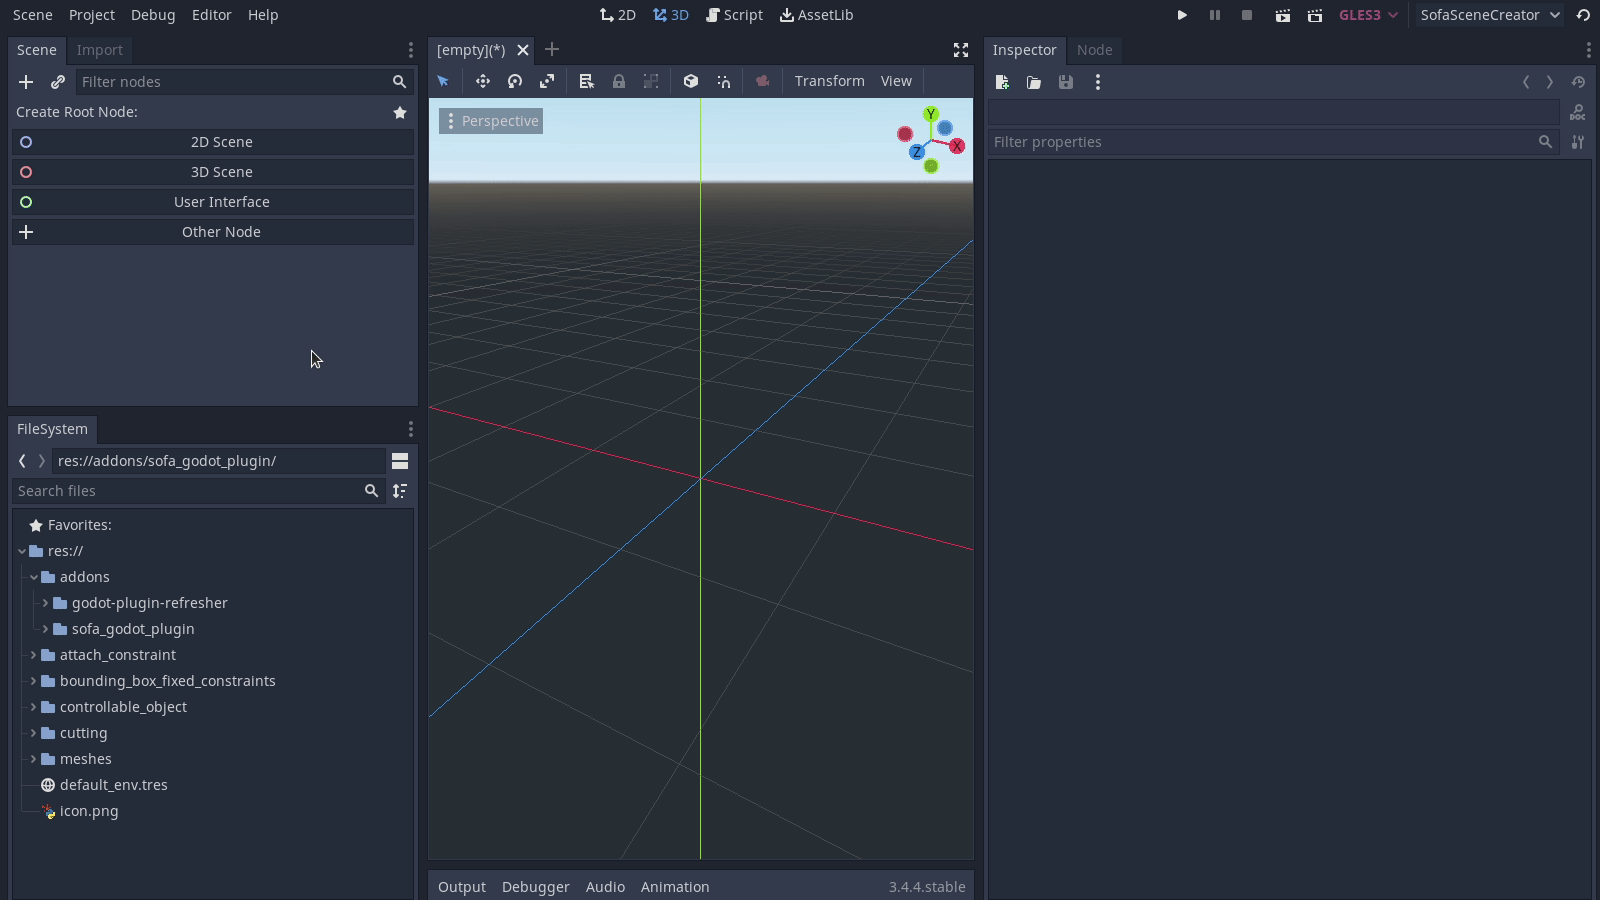 Scene Project Debug Editor Help 2D 3D Script AssetLib GLES3 SofaSceneCreator
Scene Import
Filter nodes
Create Root Node:
2D Scene
3D Scene
User Interface
Other Node
FileSystem
res://addons/sofa_godot_plugin/
Search files
Favorites:
res://
addons
godot-plugin-refresher
sofa_godot_plugin
attach_constraint
bounding_box_fixed_constraints
controllable_object
cutting
meshes
default_env.tres
icon.png
[empty](*)
Transform View
Perspective
Y
X
Z
Output Debugger Audio Animation 3.4.4.stable
Inspector Node
DOC
Filter properties